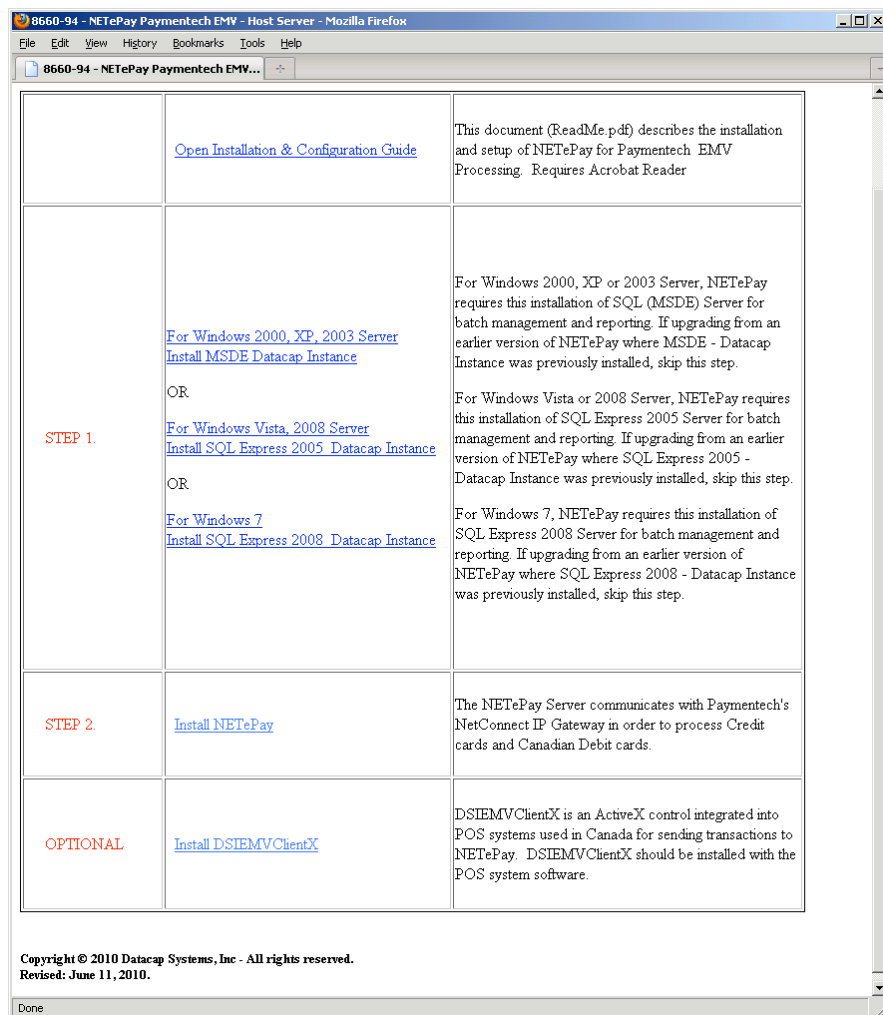 8660-94 - NETePay Paymentech EMV - Host Server - Mozilla Firefox
File Edit View History Bookmarks Tools Help
8660-94 - NETePay Paymentech EMV...
Open Installation & Configuration Guide
This document (ReadMe.pdf) describes the installation
and setup of NETePay for Paymentech EMV
Processing. Requires Acrobat Reader
STEP 1.
For Windows 2000, XP, 2003 Server
Install MSDE Datacap Instance
OR
For Windows Vista, 2008 Server
Install SQL Express 2005 Datacap Instance
OR
For Windows 7
Install SQL Express 2008 Datacap Instance
For Windows 2000, XP or 2003 Server, NETePay
requires this installation of SQL (MSDE) Server for
batch management and reporting. If upgrading from an
earlier version of NETePay where MSDE - Datacap
Instance was previously installed, skip this step.
For Windows Vista or 2008 Server, NETePay requires
this installation of SQL Express 2005 Server for batch
management and reporting. If upgrading from an earlier
version of NETePay where SQL Express 2005 -
Datacap Instance was previously installed, skip this step.
For Windows 7, NETePay requires this installation of
SQL Express 2008 Server for batch management and
reporting. If upgrading from an earlier version of
NETePay where SQL Express 2008 - Datacap Instance
was previously installed, skip this step.
STEP 2.
Install NETePay
The NETePay Server communicates with Paymentech's
NetConnect IP Gateway in order to process Credit
cards and Canadian Debit cards.
OPTIONAL
Install DSIEMVClientX
DSIEMVClientX is an ActiveX control integrated into
POS systems used in Canada for sending transactions to
NETePay. DSIEMVClientX should be installed with the
POS system software.
Copyright © 2010 Datacap Systems, Inc - All rights reserved.
Revised: June 11, 2010.
Done